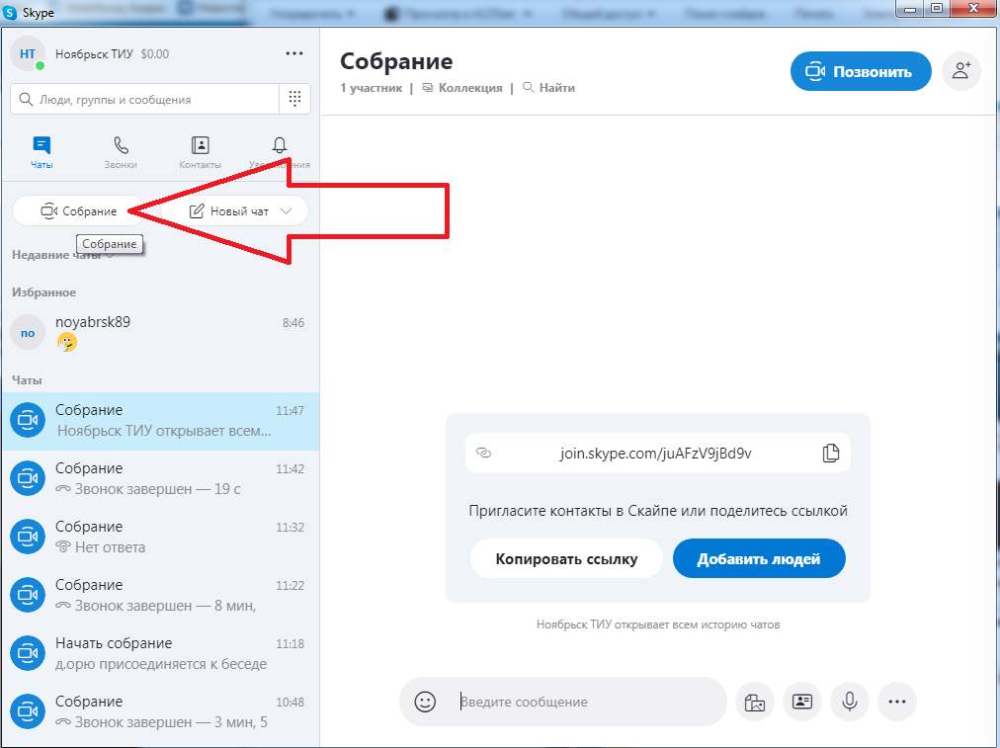 Skype
НТ Ноябрьск ТИУ $0.00
Люди, группы и сообщения
Чаты Звонки Контакты
Собрание Новый чат
Собрание
Недавние чаты
Избранное
no noyabrsk89 8:46
Чаты
Собрание 11:47
Ноябрьск ТИУ открывает всем...
Собрание 11:42
Звонок завершен — 19 с
Собрание 11:32
Нет ответа
Собрание 11:22
Звонок завершен — 8 мин,
Начать собрание 11:18
д.орю присоединяется к беседе
Собрание 10:48
Звонок завершен — 3 мин, 5
Собрание
1 участник | Коллекция | Найти
Позвонить
join.skype.com/juAFzV9jBd9v
Пригласите контакты в Скайпе или поделитесь ссылкой
Копировать ссылку Добавить людей
Ноябрьск ТИУ открывает всем историю чатов
Введите сообщение